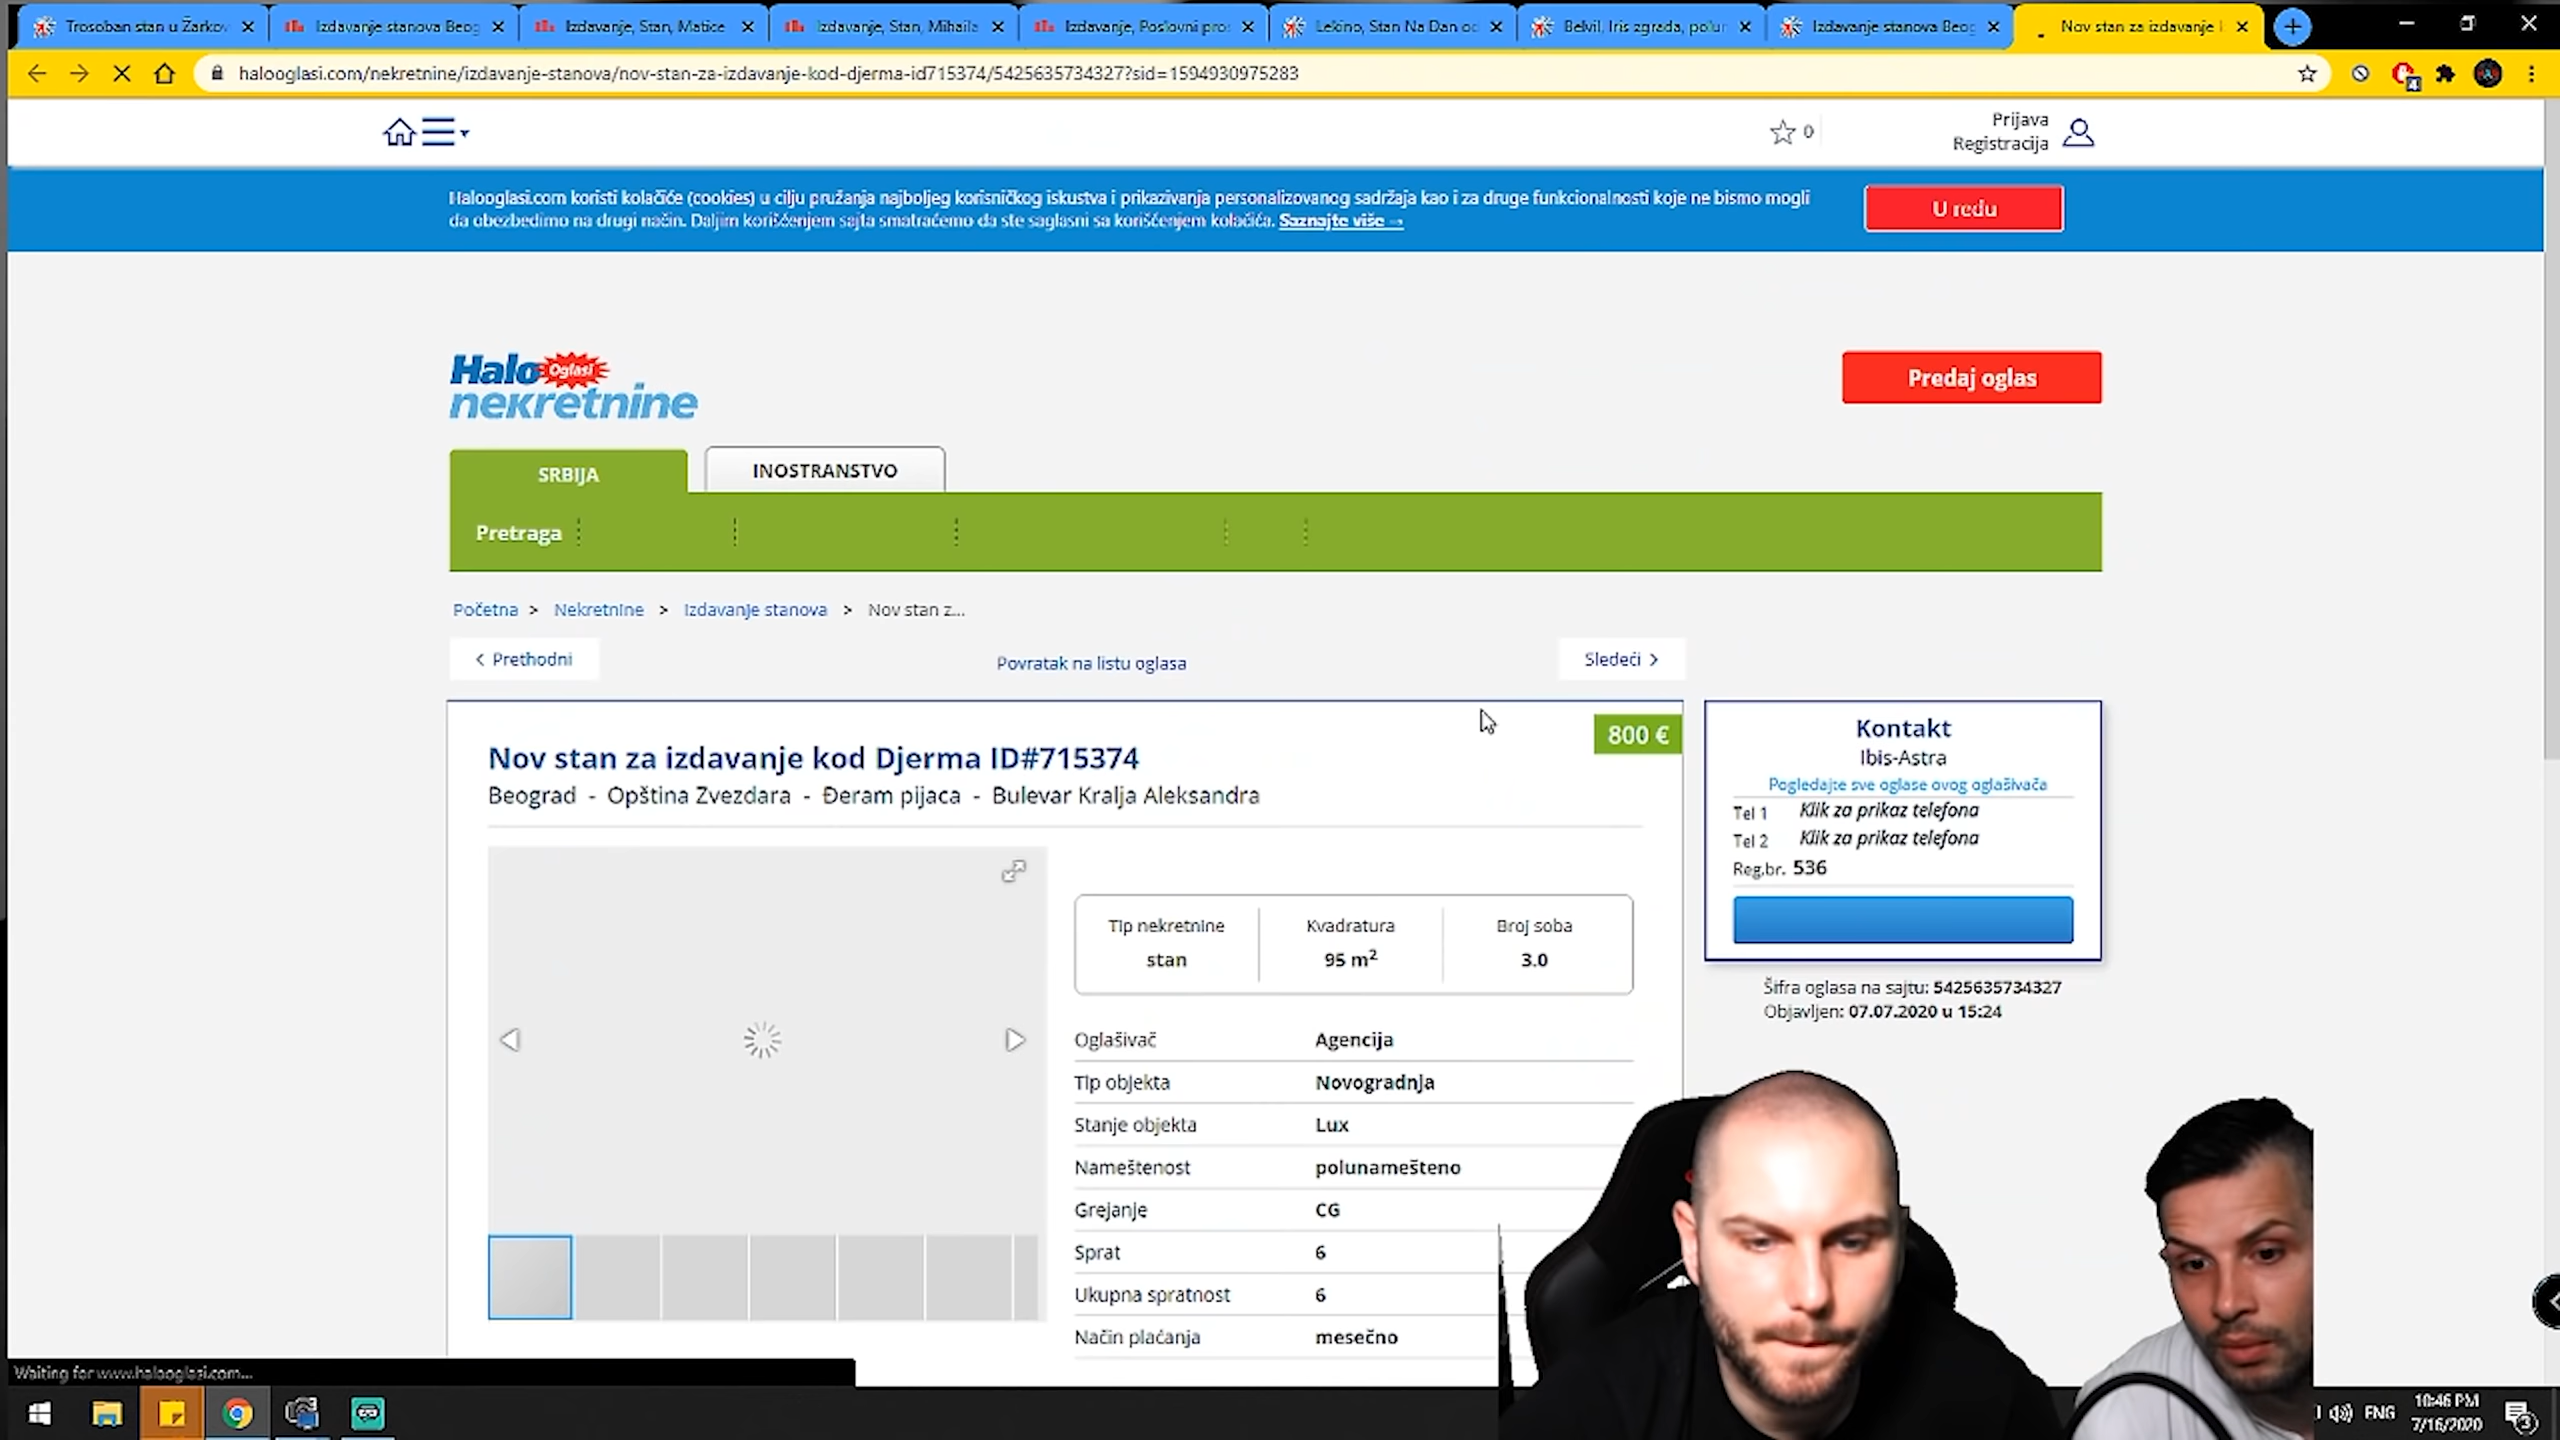 Trosoban stan u Žarkov
Izdavanje stanova Beog
Izdavanje, Stan, Matice
Izdavanje, Stan, Mihaila
Izdavanje, Poslovni pro
Lekino, Stan Na Dan od
Belvil, Iris zgrada, polun
Izdavanje stanova Beog
Nov stan za izdavanje
halooglasi.com/nekretnine/izdavanje-stanova/nov-stan-za-izdavanje-kod-djerma-id715374/5425635734327?sid=1594930975283
4
0
Prijava
Registracija
Halooglasi.com koristi kolačiće (cookies) u cilju pružanja najboljeg korisničkog iskustva i prikazivanja personalizovanog sadržaja kao i za druge funkcionalnosti koje ne bismo mogli
da obezbedimo na drugi način. Daljim korišćenjem sajta smatraćemo da ste saglasni sa korišćenjem kolačića. Saznajte više →
U redu
Halo Oglasi
nekretnine
Predaj oglas
SRBIJA
INOSTRANSTVO
Pretraga
Početna > Nekretnine > Izdavanje stanova > Nov stan z...
< Prethodni
Povratak na listu oglasa
Sledeći >
800 €
Nov stan za izdavanje kod Djerma ID#715374
Beograd - Opština Zvezdara - Đeram pijaca - Bulevar Kralja Aleksandra
Kontakt
Ibis-Astra
Pogledajte sve oglase ovog oglašivača
Tel 1 Klik za prikaz telefona
Tel 2 Klik za prikaz telefona
Reg.br. 536
Šifra oglasa na sajtu: 5425635734327
Objavljen: 07.07.2020 u 15:24
Tip nekretnine
stan
Kvadratura
95 m²
Broj soba
3.0
Oglašivač Agencija
Tip objekta Novogradnja
Stanje objekta Lux
Nameštenost polunamešteno
Grejanje CG
Sprat 6
Ukupna spratnost 6
Način plaćanja mesečno
Waiting for www.halooglasi.com...
ENG
10:46 PM
7/16/2020
3